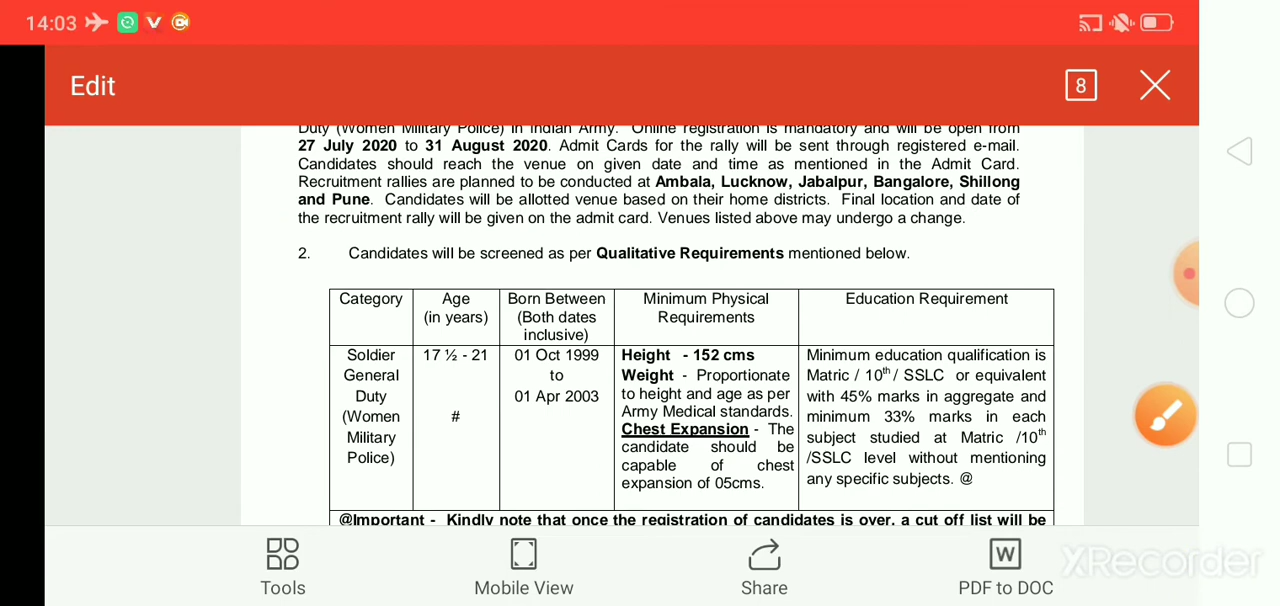 14:03
Edit
8
Duty (Women Military Police) in Indian Army. Online registration is mandatory and will be open from
27 July 2020 to 31 August 2020. Admit Cards for the rally will be sent through registered e-mail.
Candidates should reach the venue on given date and time as mentioned in the Admit Card.
Recruitment rallies are planned to be conducted at Ambala, Lucknow, Jabalpur, Bangalore, Shillong
and Pune. Candidates will be allotted venue based on their home districts. Final location and date of
the recruitment rally will be given on the admit card. Venues listed above may undergo a change.
2. Candidates will be screened as per Qualitative Requirements mentioned below.
Category
Age
(in years)
Born Between
(Both dates
inclusive)
Minimum Physical
Requirements
Education Requirement
Soldier
General
Duty
(Women
Military
Police)
17 ½ - 21
#
01 Oct 1999
to
01 Apr 2003
Height - 152 cms
Weight - Proportionate
to height and age as per
Army Medical standards.
Chest Expansion - The
candidate should be
capable of chest
expansion of 05cms.
Minimum education qualification is
Matric / 10th / SSLC or equivalent
with 45% marks in aggregate and
minimum 33% marks in each
subject studied at Matric /10th
/SSLC level without mentioning
any specific subjects. @
@Important - Kindly note that once the registration of candidates is over, a cut off list will be
Tools
Mobile View
Share
W
PDF to DOC
XRecorder